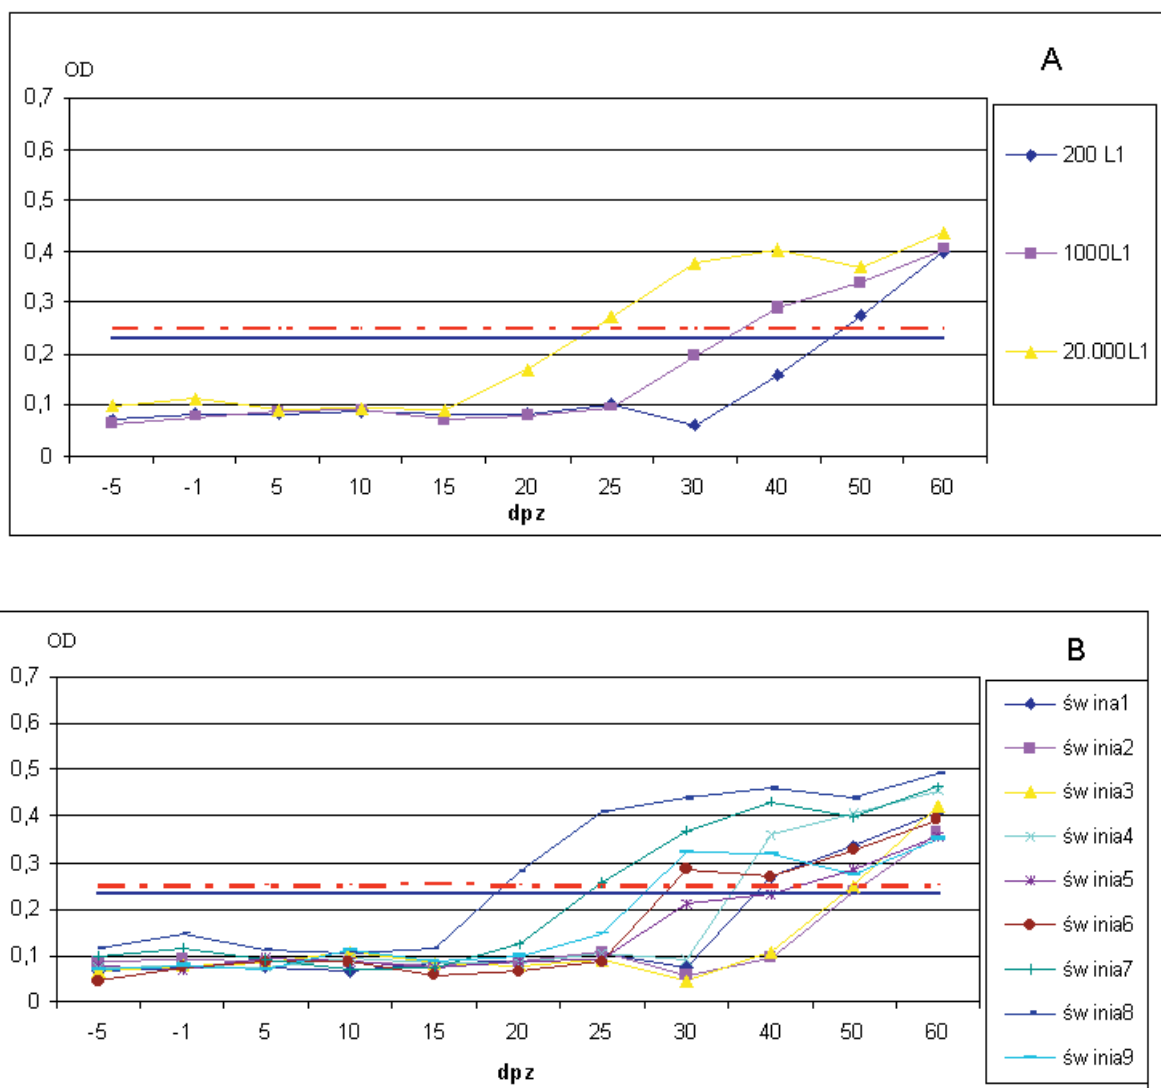 A
OD
0,7
0,6
0,5
0,4
0,3
0,2
0,1
0
-5 -1 5 10 15 20 25 30 40 50 60
dpz
200 L1
1000L1
20.000L1
B
OD
0,7
0,6
0,5
0,4
0,3
0,2
0,1
0
-5 -1 5 10 15 20 25 30 40 50 60
dpz
św ina1
św inia2
św inia3
św inia4
św inia5
św inia6
św inia7
św inia8
św inia9